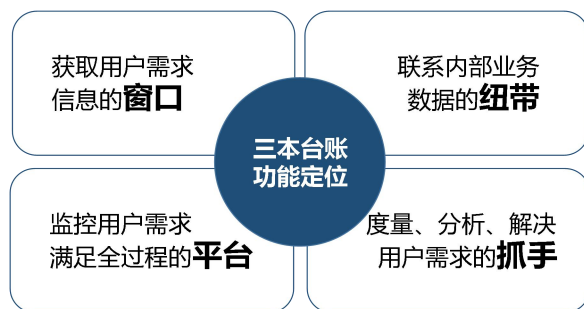 获取用户需求
信息的窗口
联系内部业务
数据的纽带
三本台账
功能定位
监控用户需求
满足全过程的平台
度量、分析、解决
用户需求的抓手